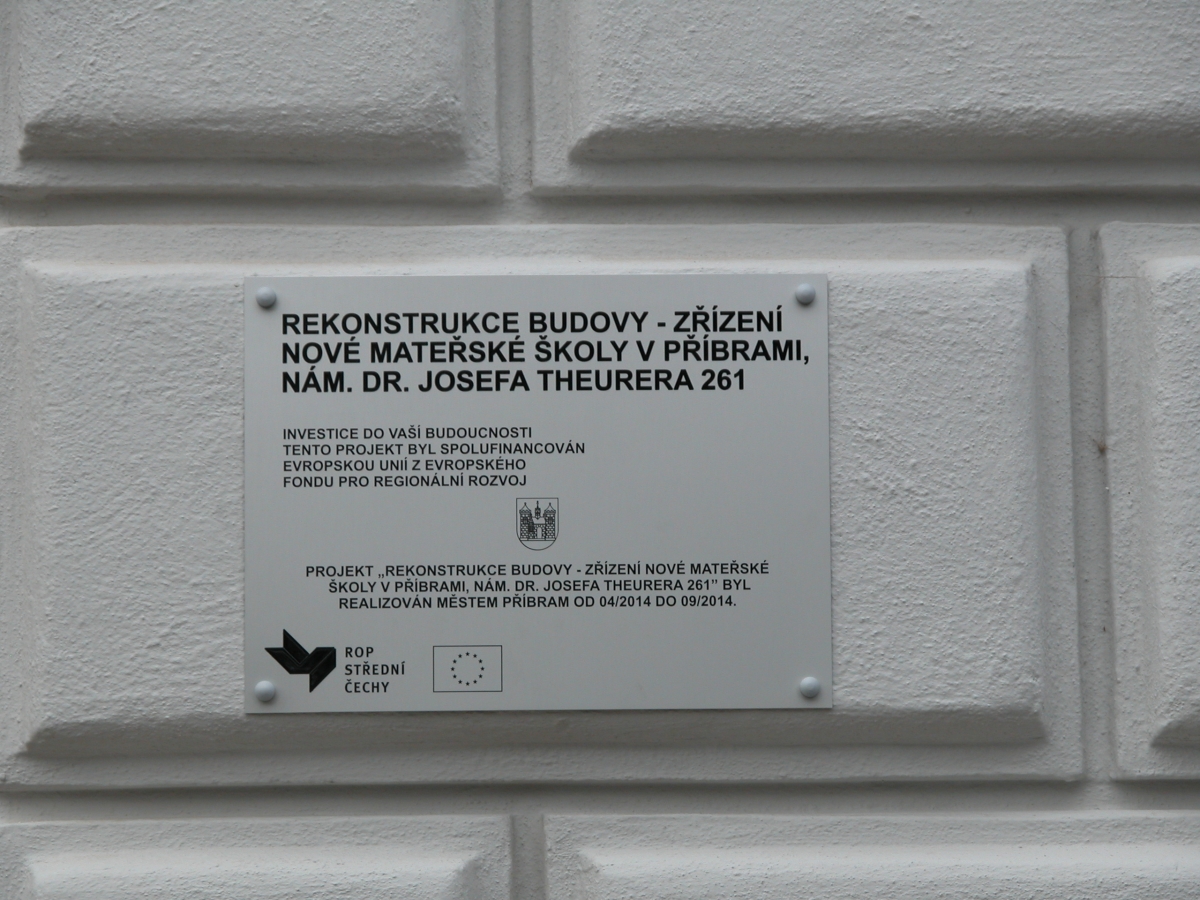 REKONSTRUKCE BUDOVY - ZŘÍZENÍ
NOVÉ MATEŘSKÉ ŠKOLY V PŘÍBRAMI,
NÁM. DR. JOSEFA THEURERA 261
INVESTICE DO VAŠÍ BUDOUCNOSTI
TENTO PROJEKT BYL SPOLUFINANCOVÁN
EVROPSKOU UNIÍ Z EVROPSKÉHO
FONDU PRO REGIONÁLNÍ ROZVOJ
PROJEKT „REKONSTRUKCE BUDOVY - ZŘÍZENÍ NOVÉ MATEŘSKÉ
ŠKOLY V PŘÍBRAMI, NÁM. DR. JOSEFA THEURERA 261” BYL
REALIZOVÁN MĚSTEM PŘÍBRAM OD 04/2014 DO 09/2014.
ROP
STŘEDNÍ
ČECHY